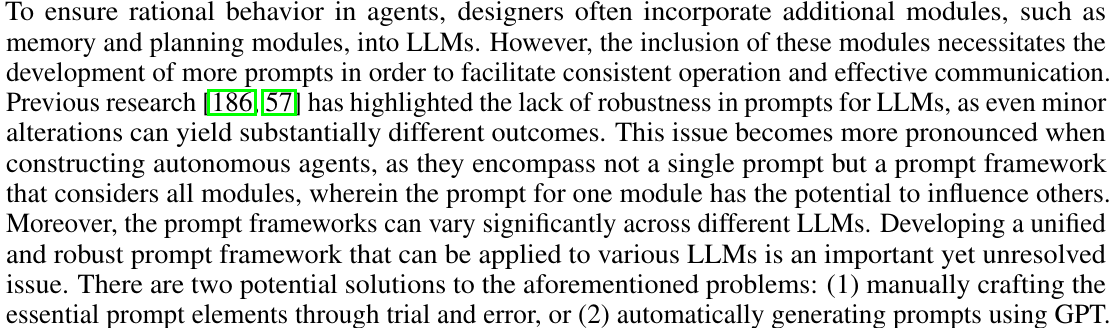 To ensure rational behavior in agents, designers often incorporate additional modules, such as
memory and planning modules, into LLMs. However, the inclusion of these modules necessitates the
development of more prompts in order to facilitate consistent operation and effective communication.
Previous research [186, 57] has highlighted the lack of robustness in prompts for LLMs, as even minor
alterations can yield substantially different outcomes. This issue becomes more pronounced when
constructing autonomous agents, as they encompass not a single prompt but a prompt framework
that considers all modules, wherein the prompt for one module has the potential to influence others.
Moreover, the prompt frameworks can vary significantly across different LLMs. Developing a unified
and robust prompt framework that can be applied to various LLMs is an important yet unresolved
issue. There are two potential solutions to the aforementioned problems: (1) manually crafting the
essential prompt elements through trial and error, or (2) automatically generating prompts using GPT.